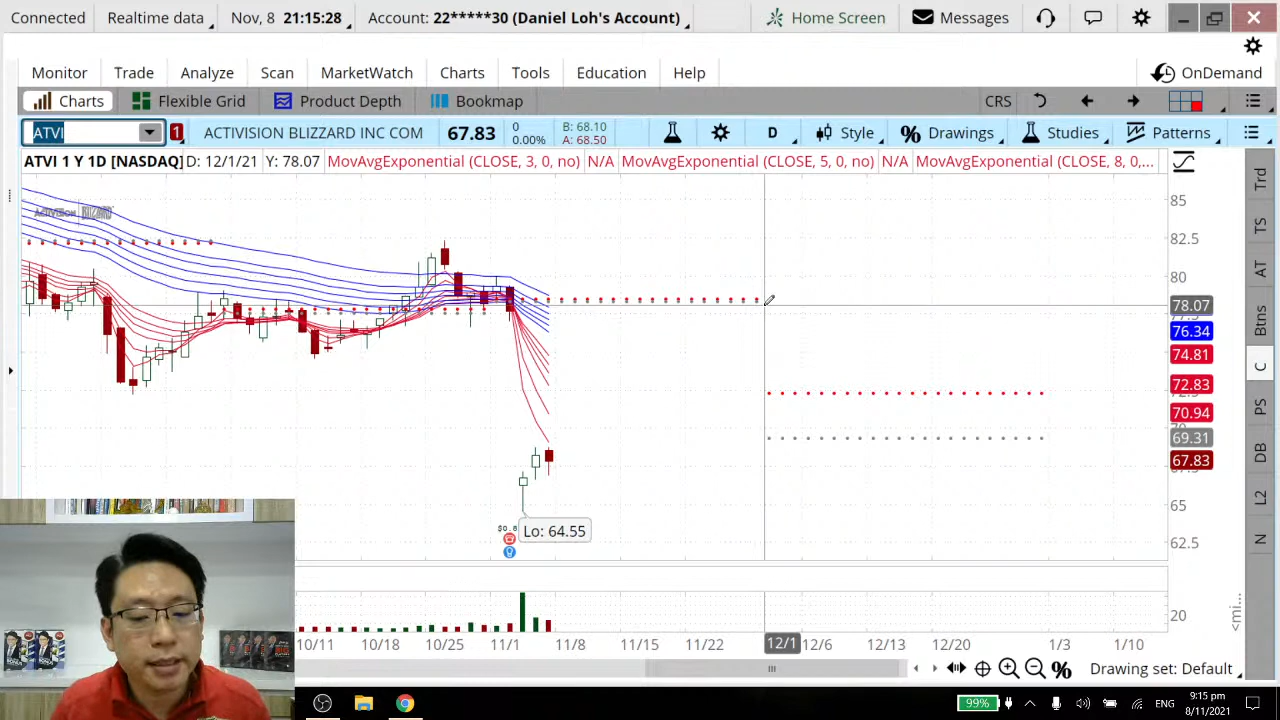 Connected Realtime data Nov, 8 21:15:28 Account: 22*****30 (Daniel Loh's Account) Home Screen Messages
Monitor Trade Analyze Scan MarketWatch Charts Tools Education Help OnDemand
Charts Flexible Grid Product Depth Bookmap CRS
ATVI 1 ACTIVISION BLIZZARD INC COM 67.83 0 0.00% B: 68.10 A: 68.50 D Style Drawings Studies Patterns
ATVI 1 Y 1D [NASDAQ] D: 12/1/21 Y: 78.07 MovAvgExponential (CLOSE, 3, 0, no) N/A MovAvgExponential (CLOSE, 5, 0, no) N/A MovAvgExponential (CLOSE, 8, 0,...
ACTIVISION BLIZZARD
85
82.5
80
78.07
76.34
74.81
72.83
70.94
69.31
67.83
65
62.5
20
Lo: 64.55
10/11 10/18 10/25 11/1 11/8 11/15 11/22 12/1 12/6 12/13 12/20 1/3 1/10
Drawing set: Default
Trd
TS
AT
Btns
C
PS
DB
L2
N
<mi...
99% ENG 9:15 pm
8/11/2021